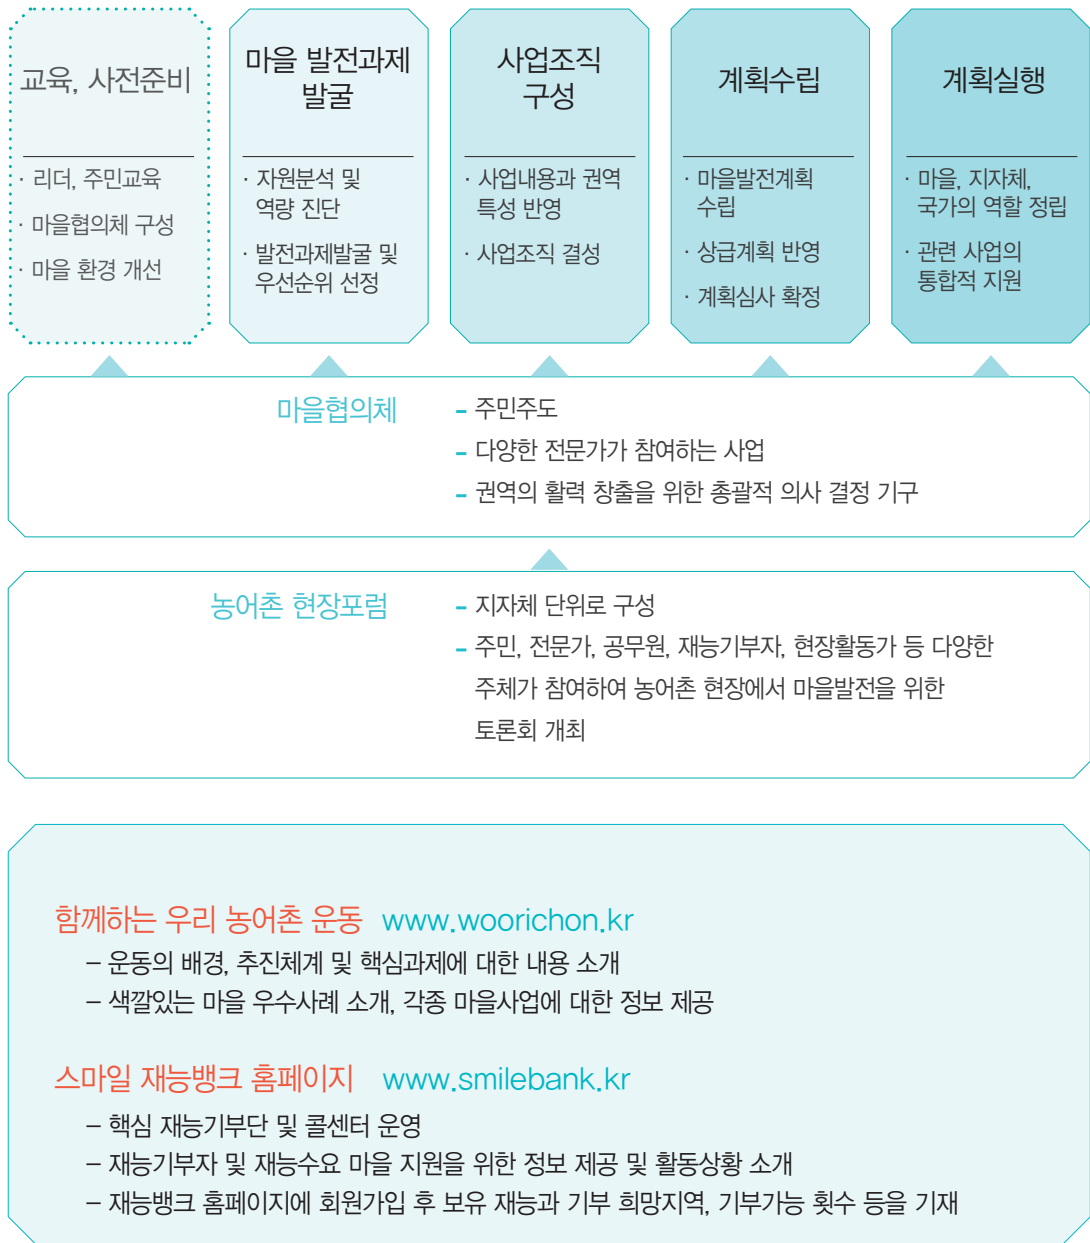 교육, 사전준비
· 리더, 주민교육
· 마을협의체 구성
· 마을 환경 개선
마을 발전과제
발굴
· 자원분석 및
역량 진단
· 발전과제발굴 및
우선순위 선정
사업조직
구성
· 사업내용과 권역
특성 반영
· 사업조직 결성
계획수립
· 마을발전계획
수립
· 상급계획 반영
· 계획심사 확정
계획실행
· 마을, 지자체,
국가의 역할 정립
· 관련 사업의
통합적 지원
마을협의체
- 주민주도
- 다양한 전문가가 참여하는 사업
- 권역의 활력 창출을 위한 총괄적 의사 결정 기구
농어촌 현장포럼
- 지자체 단위로 구성
- 주민, 전문가, 공무원, 재능기부자, 현장활동가 등 다양한
주체가 참여하여 농어촌 현장에서 마을발전을 위한
토론회 개최
함께하는 우리 농어촌 운동 www.woorichon.kr
– 운동의 배경, 추진체계 및 핵심과제에 대한 내용 소개
– 색깔있는 마을 우수사례 소개, 각종 마을사업에 대한 정보 제공
스마일 재능뱅크 홈페이지 www.smilebank.kr
– 핵심 재능기부단 및 콜센터 운영
– 재능기부자 및 재능수요 마을 지원을 위한 정보 제공 및 활동상황 소개
– 재능뱅크 홈페이지에 회원가입 후 보유 재능과 기부 희망지역, 기부가능 횟수 등을 기재